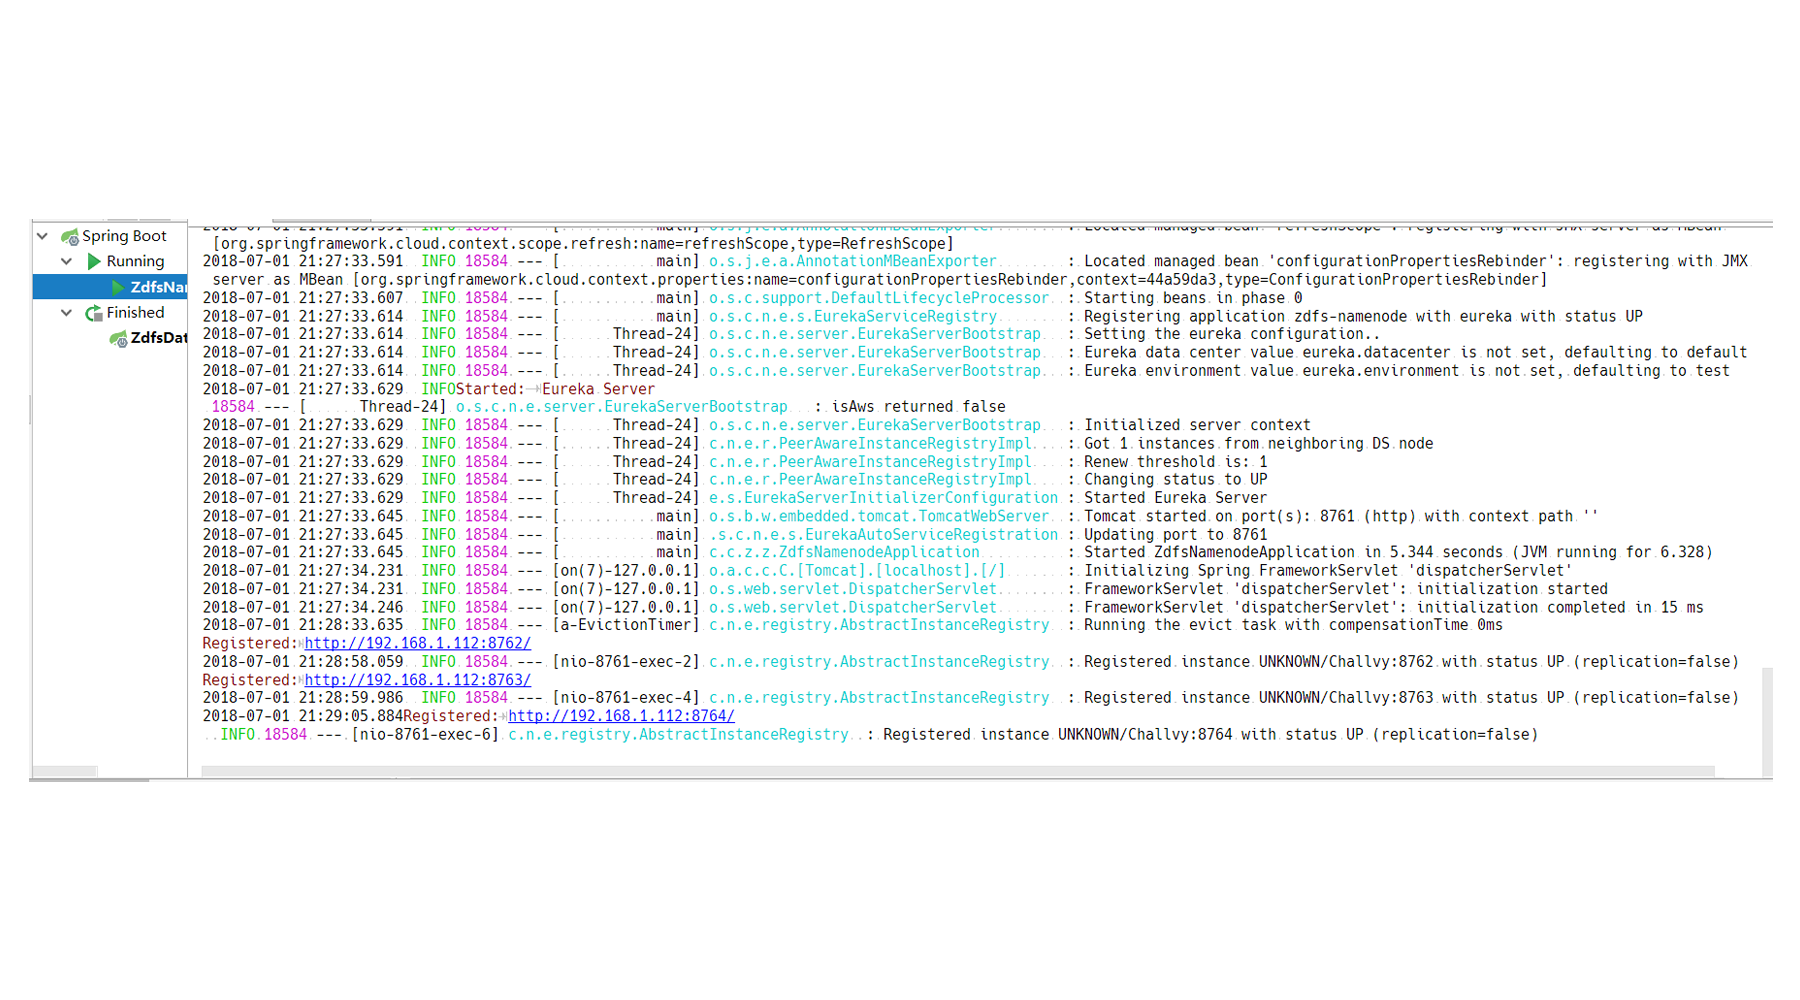 Spring Boot
Running
ZdfsNa
Finished
ZdfsDat
[org.springframework.cloud.context.scope.refresh:name=refreshScope,type=RefreshScope]
2018-07-01 21:27:33.591  INFO 18584 --- [           main] o.s.j.e.a.AnnotationMBeanExporter        : Located managed bean 'configurationPropertiesRebinder': registering with JMX
server as MBean [org.springframework.cloud.context.properties:name=configurationPropertiesRebinder,context=44a59da3,type=ConfigurationPropertiesRebinder]
2018-07-01 21:27:33.607  INFO 18584 --- [           main] o.s.c.support.DefaultLifecycleProcessor  : Starting beans in phase 0
2018-07-01 21:27:33.614  INFO 18584 --- [           main] o.s.c.n.e.s.EurekaServiceRegistry        : Registering application zdfs-namenode with eureka with status UP
2018-07-01 21:27:33.614  INFO 18584 --- [      Thread-24] o.s.c.n.e.server.EurekaServerBootstrap   : Setting the eureka configuration..
2018-07-01 21:27:33.614  INFO 18584 --- [      Thread-24] o.s.c.n.e.server.EurekaServerBootstrap   : Eureka data center value eureka.datacenter is not set, defaulting to default
2018-07-01 21:27:33.614  INFO 18584 --- [      Thread-24] o.s.c.n.e.server.EurekaServerBootstrap   : Eureka environment value eureka.environment is not set, defaulting to test
2018-07-01 21:27:33.629  INFOStarted: Eureka Server
18584 --- [      Thread-24] o.s.c.n.e.server.EurekaServerBootstrap   : isAws returned false
2018-07-01 21:27:33.629  INFO 18584 --- [      Thread-24] o.s.c.n.e.server.EurekaServerBootstrap   : Initialized server context
2018-07-01 21:27:33.629  INFO 18584 --- [      Thread-24] c.n.e.r.PeerAwareInstanceRegistryImpl    : Got 1 instances from neighboring DS node
2018-07-01 21:27:33.629  INFO 18584 --- [      Thread-24] c.n.e.r.PeerAwareInstanceRegistryImpl    : Renew threshold is: 1
2018-07-01 21:27:33.629  INFO 18584 --- [      Thread-24] c.n.e.r.PeerAwareInstanceRegistryImpl    : Changing status to UP
2018-07-01 21:27:33.629  INFO 18584 --- [      Thread-24] e.s.EurekaServerInitializerConfiguration : Started Eureka Server
2018-07-01 21:27:33.645  INFO 18584 --- [           main] o.s.b.w.embedded.tomcat.TomcatWebServer  : Tomcat started on port(s): 8761 (http) with context path ''
2018-07-01 21:27:33.645  INFO 18584 --- [           main] .s.c.n.e.s.EurekaAutoServiceRegistration : Updating port to 8761
2018-07-01 21:27:33.645  INFO 18584 --- [           main] c.c.z.z.ZdfsNamenodeApplication          : Started ZdfsNamenodeApplication in 5.344 seconds (JVM running for 6.328)
2018-07-01 21:27:34.231  INFO 18584 --- [on(7)-127.0.0.1] o.a.c.c.C.[Tomcat].[localhost].[/]       : Initializing Spring FrameworkServlet 'dispatcherServlet'
2018-07-01 21:27:34.231  INFO 18584 --- [on(7)-127.0.0.1] o.s.web.servlet.DispatcherServlet        : FrameworkServlet 'dispatcherServlet': initialization started
2018-07-01 21:27:34.246  INFO 18584 --- [on(7)-127.0.0.1] o.s.web.servlet.DispatcherServlet        : FrameworkServlet 'dispatcherServlet': initialization completed in 15 ms
2018-07-01 21:28:33.635  INFO 18584 --- [a-EvictionTimer] c.n.e.registry.AbstractInstanceRegistry  : Running the evict task with compensationTime 0ms
Registered: http://192.168.1.112:8762/
2018-07-01 21:28:58.059  INFO 18584 --- [nio-8761-exec-2] c.n.e.registry.AbstractInstanceRegistry  : Registered instance UNKNOWN/Challvy:8762 with status UP (replication=false)
Registered: http://192.168.1.112:8763/
2018-07-01 21:28:59.986  INFO 18584 --- [nio-8761-exec-4] c.n.e.registry.AbstractInstanceRegistry  : Registered instance UNKNOWN/Challvy:8763 with status UP (replication=false)
2018-07-01 21:29:05.884Registered: http://192.168.1.112:8764/
INFO 18584 --- [nio-8761-exec-6] c.n.e.registry.AbstractInstanceRegistry  : Registered instance UNKNOWN/Challvy:8764 with status UP (replication=false)